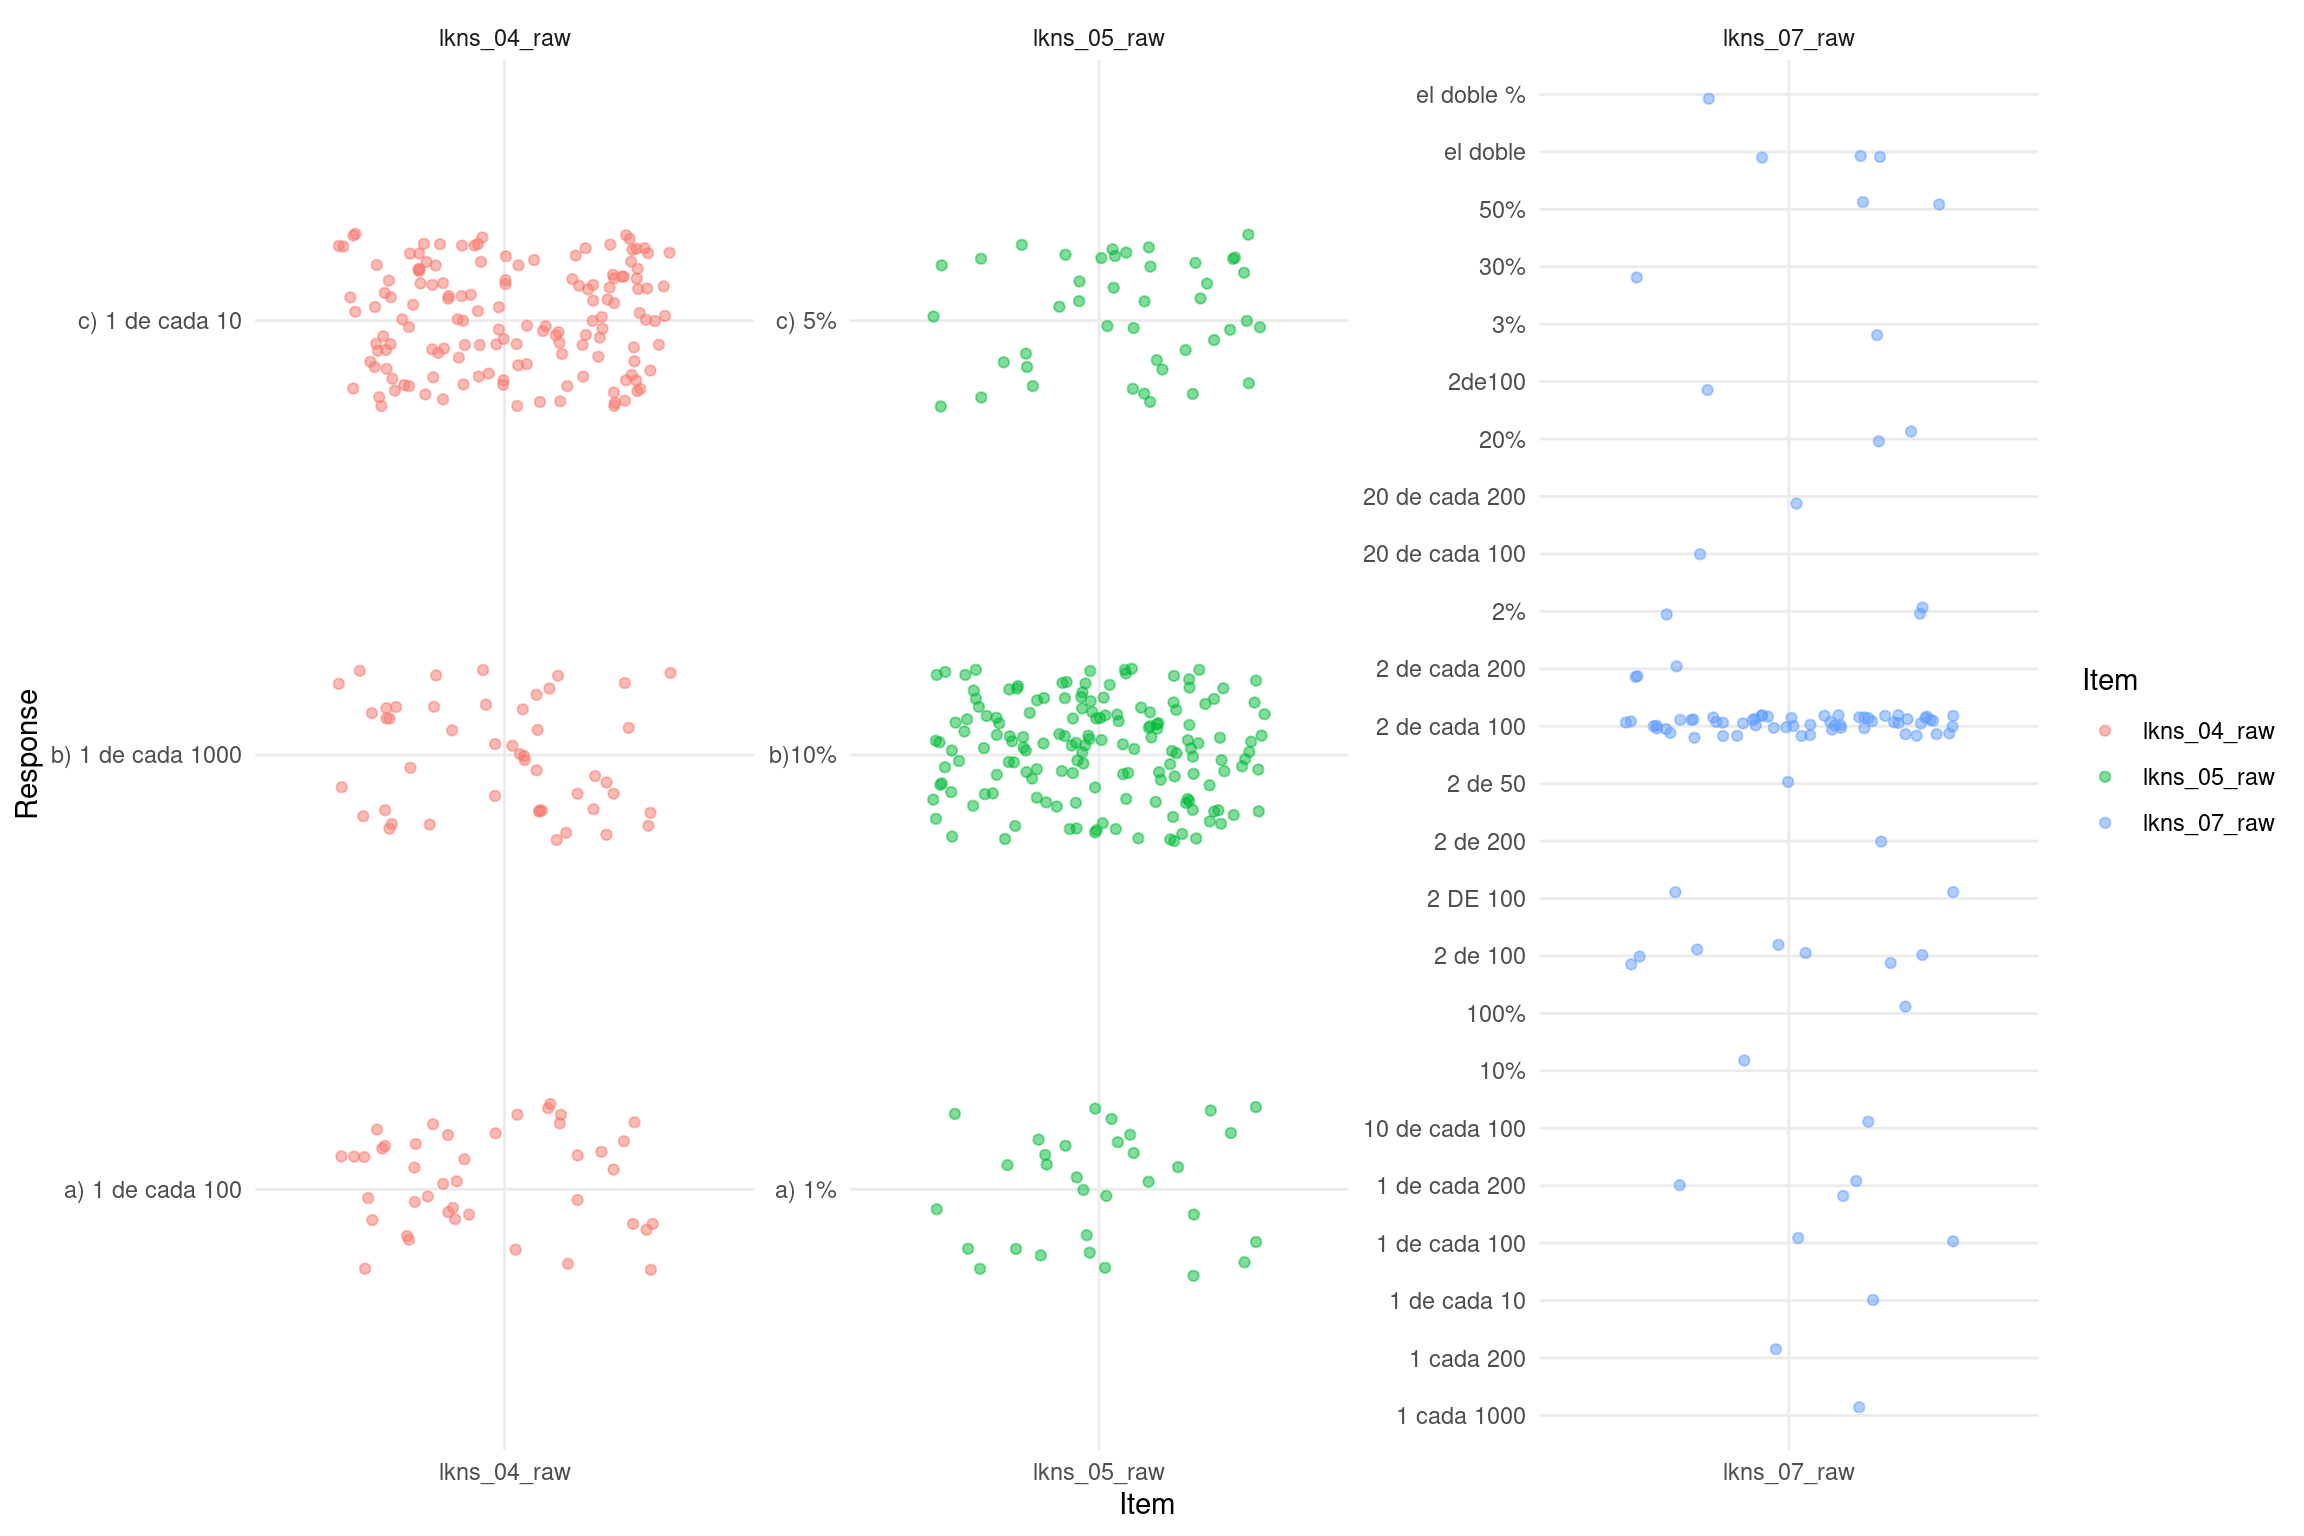 lkns_04_raw
lkns_05_raw
lkns_07_raw
Response
c) 1 de cada 10
b) 1 de cada 1000
a) 1 de cada 100
c) 5%
b)10%
a) 1%
el doble %
el doble
50%
30%
3%
2de100
20%
20 de cada 200
20 de cada 100
2%
2 de cada 200
2 de cada 100
2 de 50
2 de 200
2 DE 100
2 de 100
100%
10%
10 de cada 100
1 de cada 200
1 de cada 100
1 de cada 10
1 cada 200
1 cada 1000
lkns_04_raw
lkns_05_raw
lkns_07_raw
Item
Item
lkns_04_raw
lkns_05_raw
lkns_07_raw